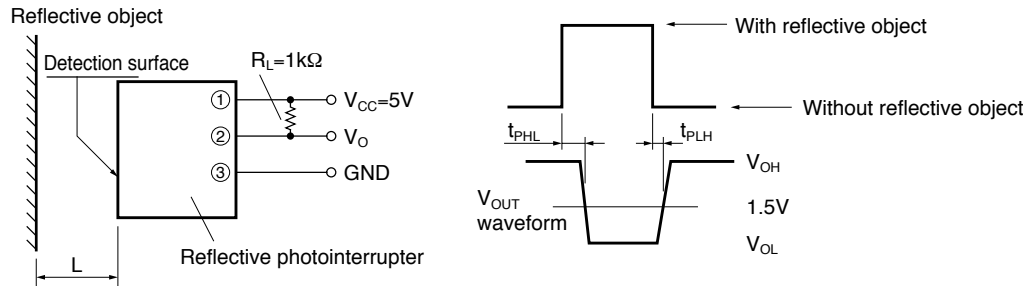 Reflective object
Detection surface
R_L=1kΩ
① V_CC=5V
② V_O
③ GND
Reflective photointerrupter
L
With reflective object
Without reflective object
t_PHL
t_PLH
V_OH
V_OUT
waveform
1.5V
V_OL